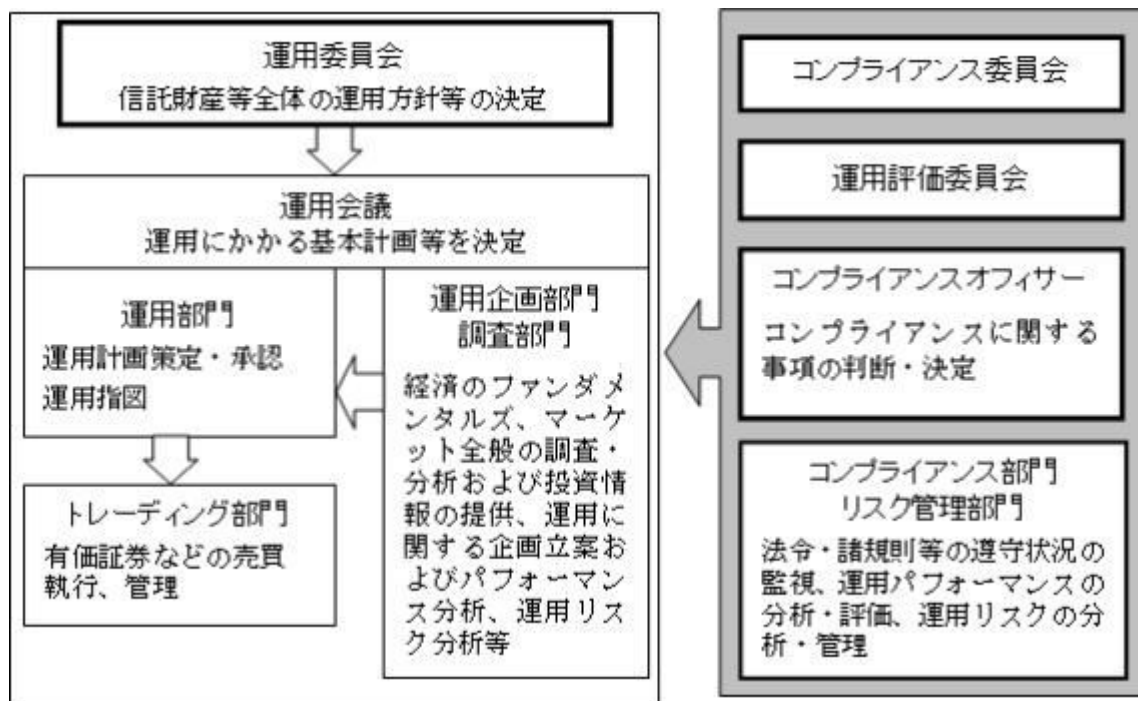 運用委員会
信託財産等全体の運用方針等の決定
運用会議
運用にかかる基本計画等を決定
運用部門
運用計画策定・承認
運用指図
トレーディング部門
有価証券などの売買
執行、管理
運用企画部門
調査部門
経済のファンダメ
ンタルズ、マーケ
ット全般の調査・
分析および投資情
報の提供、運用に
関する企画立案お
よびパフォーマン
ス分析、運用リス
ク分析等
コンプライアンス委員会
運用評価委員会
コンプライアンスオフィサー
コンプライアンスに関する
事項の判断・決定
コンプライアンス部門
リスク管理部門
法令・諸規則等の遵守状況の
監視、運用パフォーマンスの
分析・評価、運用リスクの分
析・管理